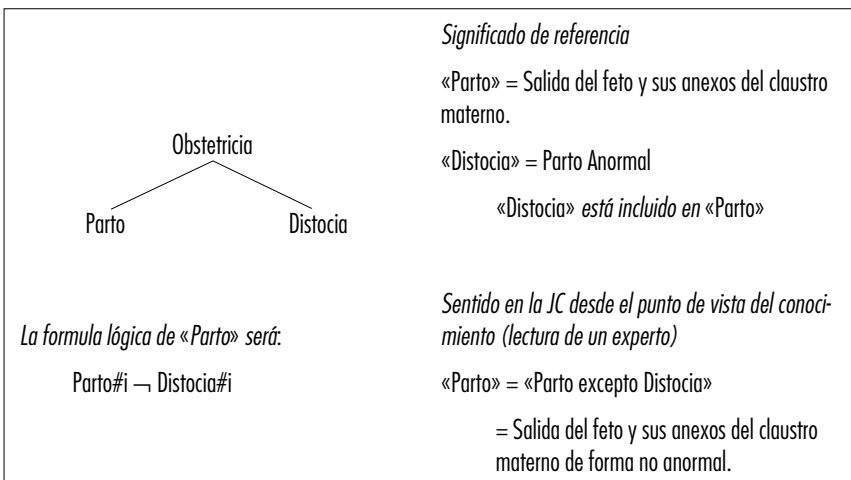 Obstetricia
Parto Distocia
La formula lógica de «Parto» será:
Parto#i ¬ Distocia#i
Significado de referencia
«Parto» = Salida del feto y sus anexos del claustro
materno.
«Distocia» = Parto Anormal
«Distocia» está incluido en «Parto»
Sentido en la JC desde el punto de vista del conoci-
miento (lectura de un experto)
«Parto» = «Parto excepto Distocia»
= Salida del feto y sus anexos del claustro
materno de forma no anormal.